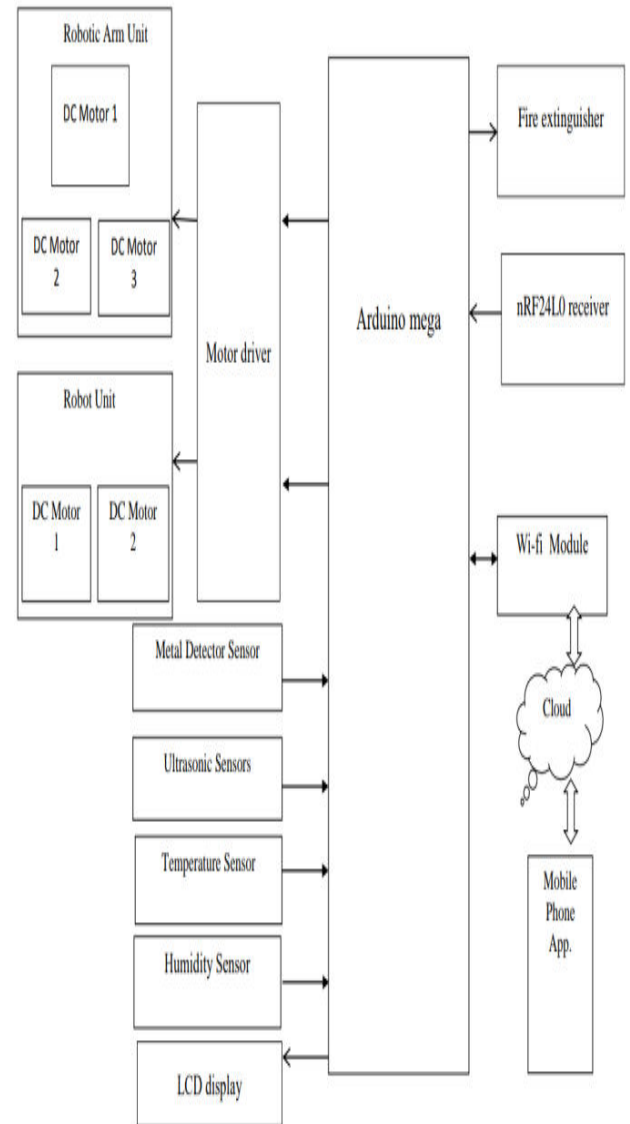 Robotic Arm Unit
DC Motor 1
DC Motor
2
DC Motor
3
Robot Unit
DC Motor
1
DC Motor
2
Motor driver
Metal Detector Sensor
Ultrasonic Sensors
Temperature Sensor
Humidity Sensor
LCD display
Arduino mega
Fire extinguisher
nRF24L0 receiver
Wi-fi Module
Cloud
Mobile
Phone
App.